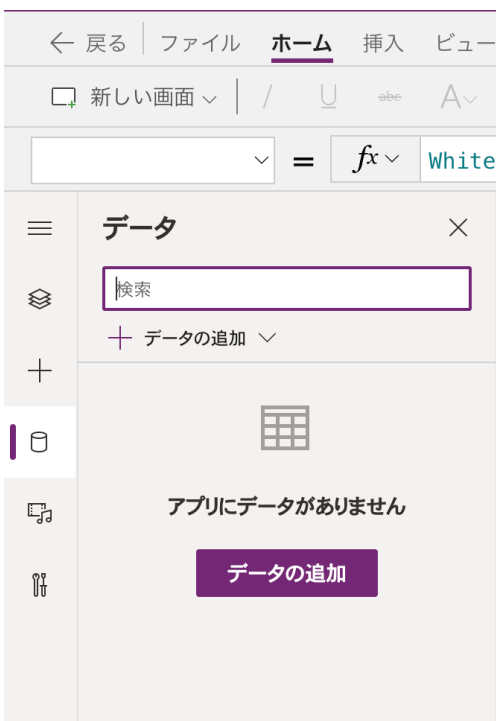 戻る ファイル ホーム 挿入 ビュー
新しい画面 / U abc A
= fx White
データ
検索
データの追加
アプリにデータがありません
データの追加